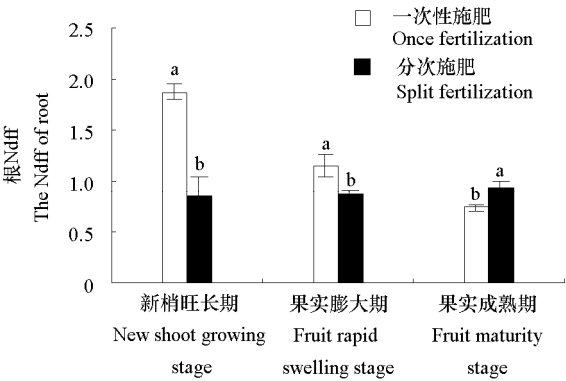 一次性施肥
Once fertilization
分次施肥
Split fertilization
根Ndff
The Ndff of root
2.5
2.0
1.5
1.0
0.5
0
a
b
a
b
b
a
新梢旺长期
New shoot growing
stage
果实膨大期
Fruit rapid
swelling stage
果实成熟期
Fruit maturity
stage